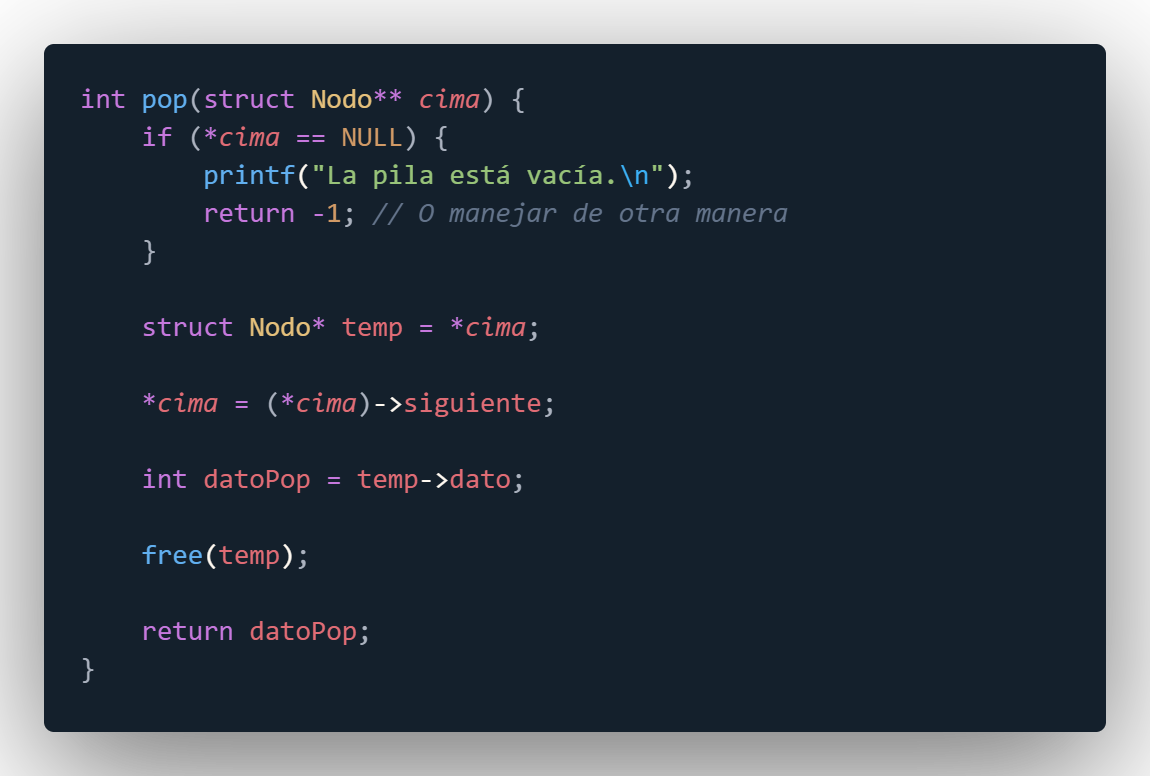 int pop(struct Nodo** cima) {
    if (*cima == NULL) {
        printf("La pila está vacía.\n");
        return -1; // O manejar de otra manera
    }

    struct Nodo* temp = *cima;

    *cima = (*cima)->siguiente;

    int datoPop = temp->dato;

    free(temp);

    return datoPop;
}